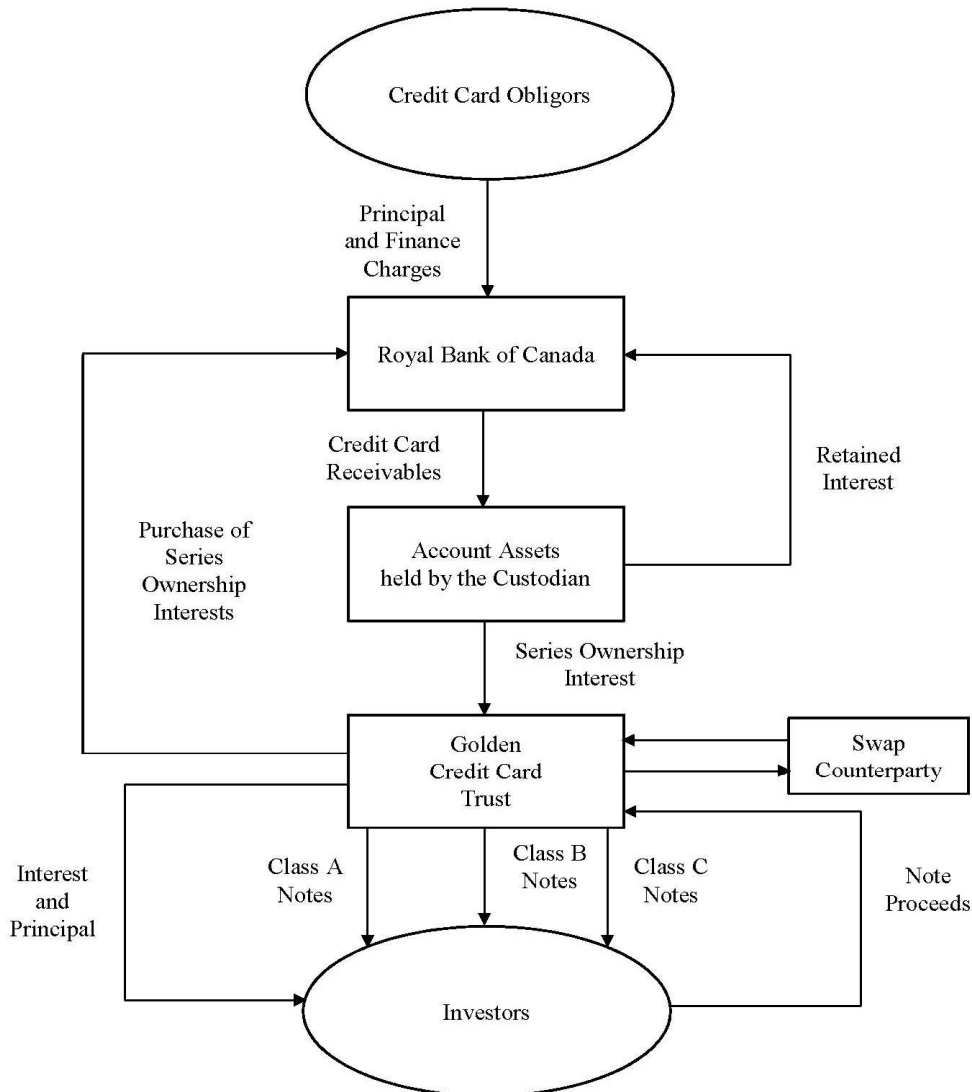 Credit Card Obligors
Principal
and Finance
Charges
Royal Bank of Canada
Credit Card
Receivables
Retained
Interest
Purchase of
Series
Ownership
Interests
Account Assets
held by the Custodian
Series Ownership
Interest
Golden
Credit Card
Trust
Swap
Counterparty
Interest
and
Principal
Class A
Notes
Class B
Notes
Class C
Notes
Note
Proceeds
Investors